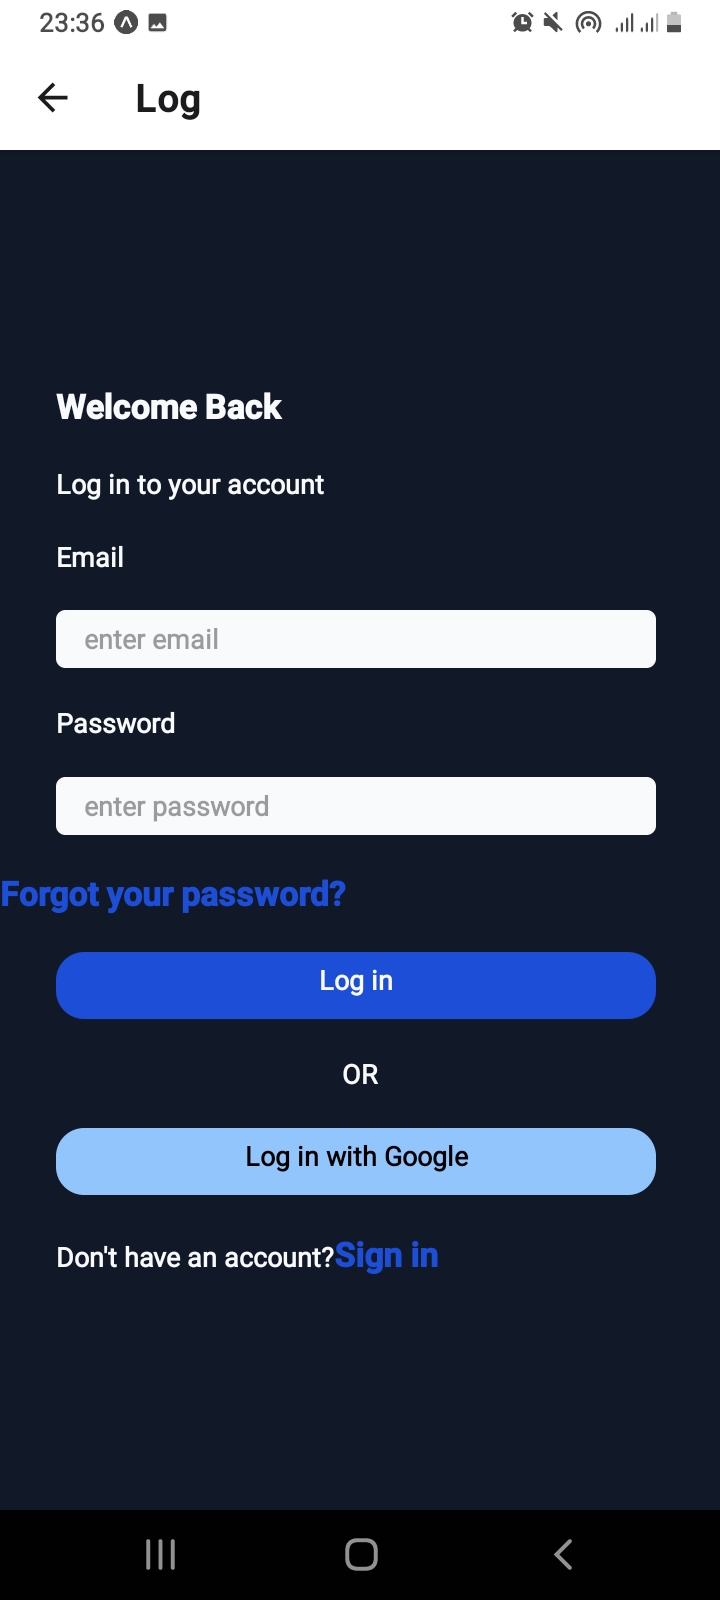 23:36
Log
Welcome Back
Log in to your account
Email
enter email
Password
enter password
Forgot your password?
Log in
OR
Log in with Google
Don't have an account?Sign in